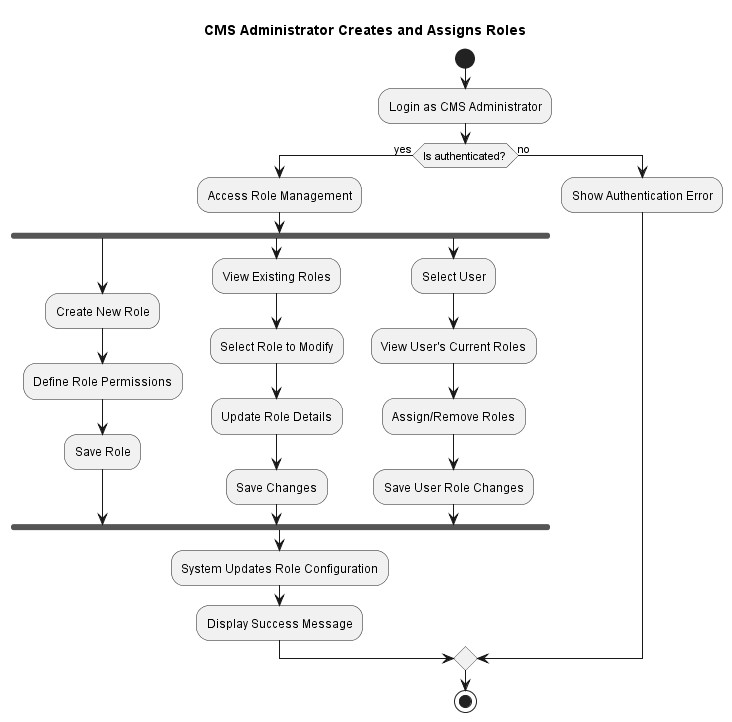 CMS Administrator Creates and Assigns Roles
Login as CMS Administrator
yes
Is authenticated?
no
Access Role Management
Show Authentication Error
Create New Role
Define Role Permissions
Save Role
View Existing Roles
Select Role to Modify
Update Role Details
Save Changes
Select User
View User's Current Roles
Assign/Remove Roles
Save User Role Changes
System Updates Role Configuration
Display Success Message